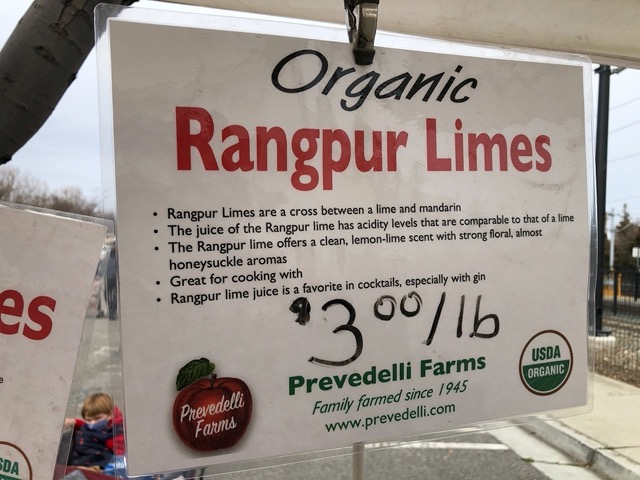 Organic
Rangpur Limes
• Rangpur Limes are a cross between a lime and mandarin
• The juice of the Rangpur lime has acidity levels that are comparable to that of a lime
• The Rangpur lime offers a clean, lemon-lime scent with strong floral, almost
honeysuckle aromas
• Great for cooking with
• Rangpur lime juice is a favorite in cocktails, especially with gin
$3.00/lb
Prevedelli Farms
Family farmed since 1945
www.prevedelli.com
Prevedelli
Farms
USDA
ORGANIC
es
SDA